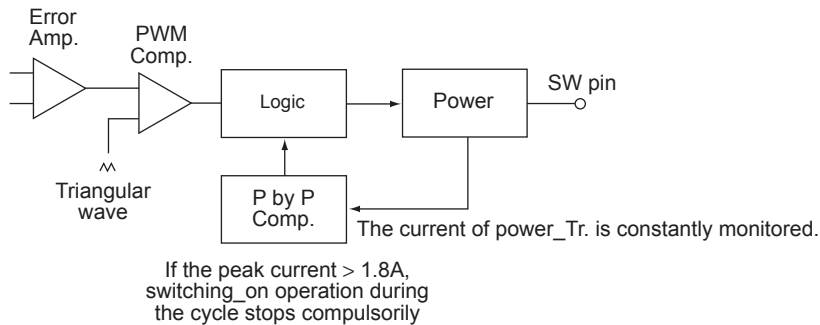 Error
Amp.
PWM
Comp.
Logic
Power
SW pin
Triangular
wave
P by P
Comp.
The current of power_Tr. is constantly monitored.
If the peak current > 1.8A,
switching_on operation during
the cycle stops compulsorily